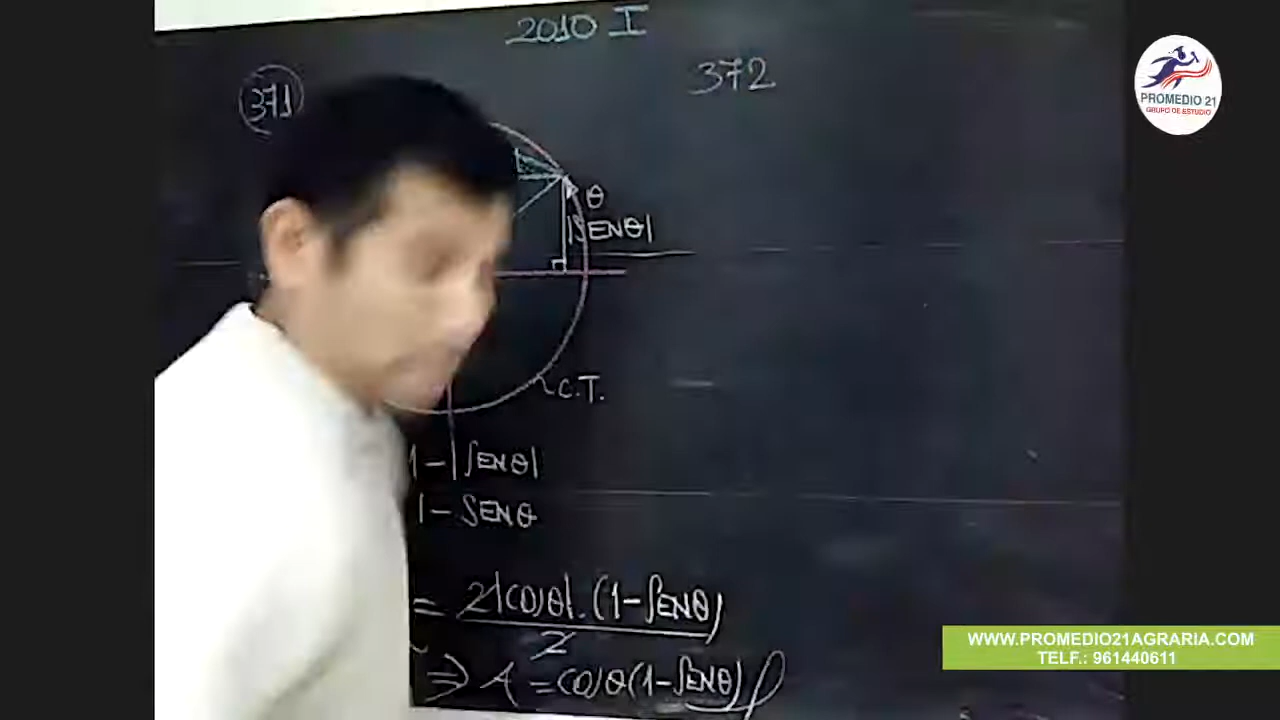 2010 I
371
372
PROMEDIO 21
GRUPO DE ESTUDIO
θ
|SENθ|
C.T.
1-|SENθ|
1-SENθ
= 2|COSθ|.(1-SENθ)
2
⇒ A = COSθ(1-SENθ)
WWW.PROMEDIO21AGRARIA.COM
TELF.: 961440611